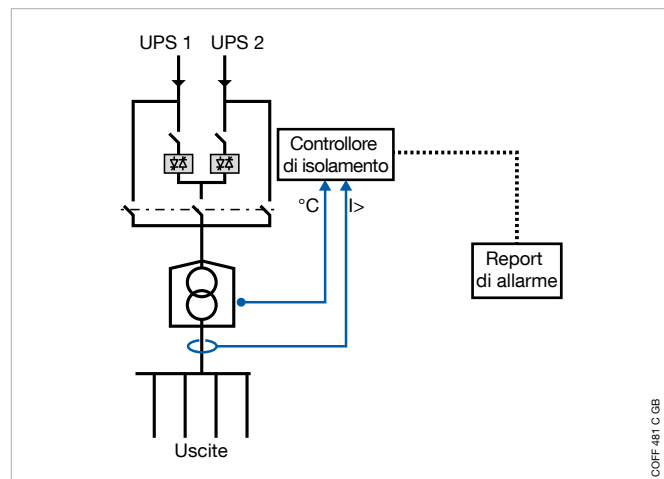 UPS 1 UPS 2
Controllore
di isolamento
°C I>
Report
di allarme
Uscite
COFF 481 C GB